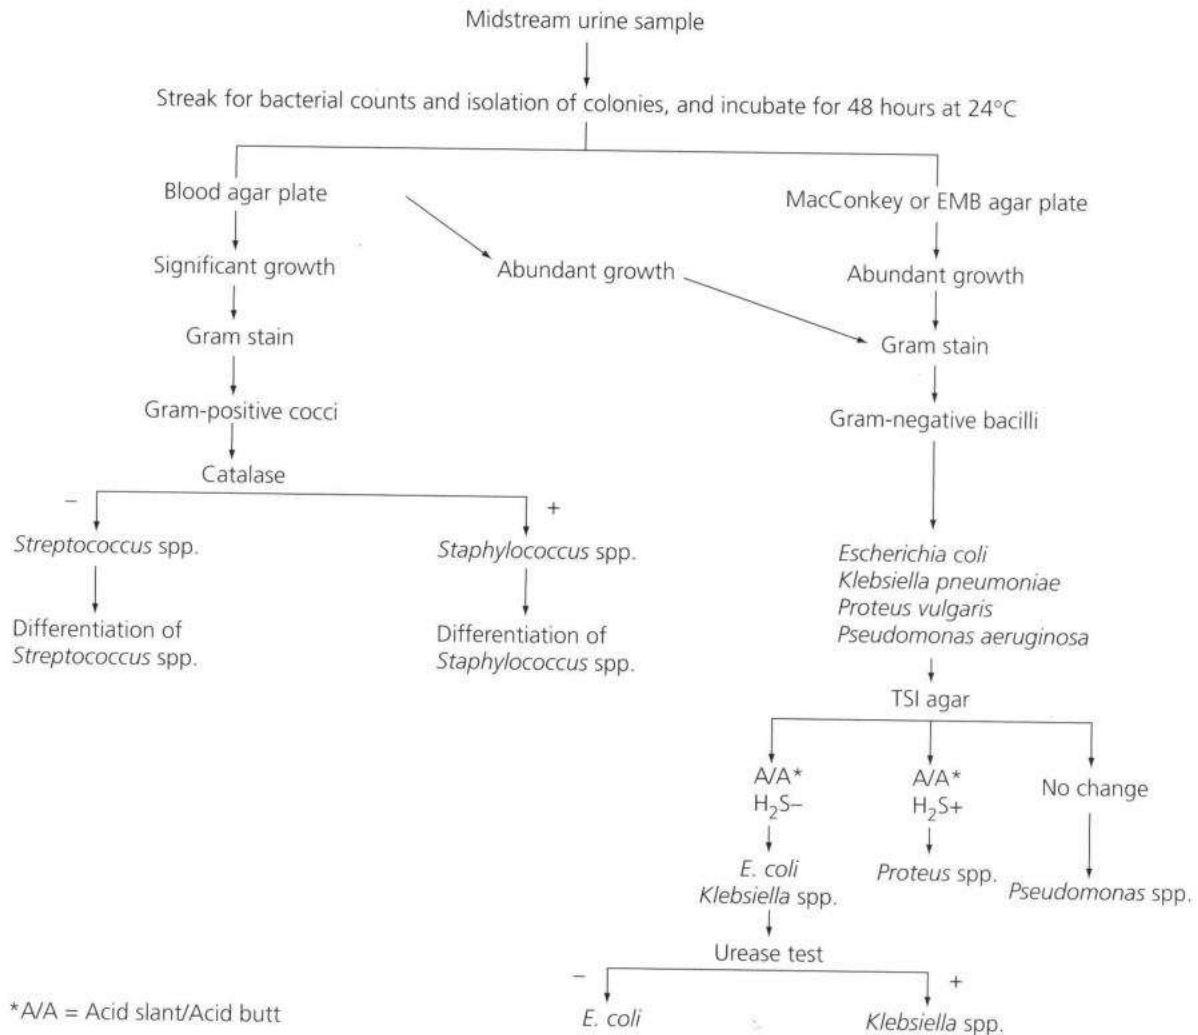 Midstream urine sample
Streak for bacterial counts and isolation of colonies, and incubate for 48 hours at 24°C
Blood agar plate
MacConkey or EMB agar plate
Significant growth
Abundant growth
Abundant growth
Gram stain
Gram stain
Gram-positive cocci
Gram-negative bacilli
Catalase
–
+
Streptococcus spp.
Staphylococcus spp.
Differentiation of
Streptococcus spp.
Differentiation of
Staphylococcus spp.
Escherichia coli
Klebsiella pneumoniae
Proteus vulgaris
Pseudomonas aeruginosa
TSI agar
A/A*
H₂S–
A/A*
H₂S+
No change
E. coli
Klebsiella spp.
Proteus spp.
Pseudomonas spp.
Urease test
–
+
E. coli
Klebsiella spp.
*A/A = Acid slant/Acid butt